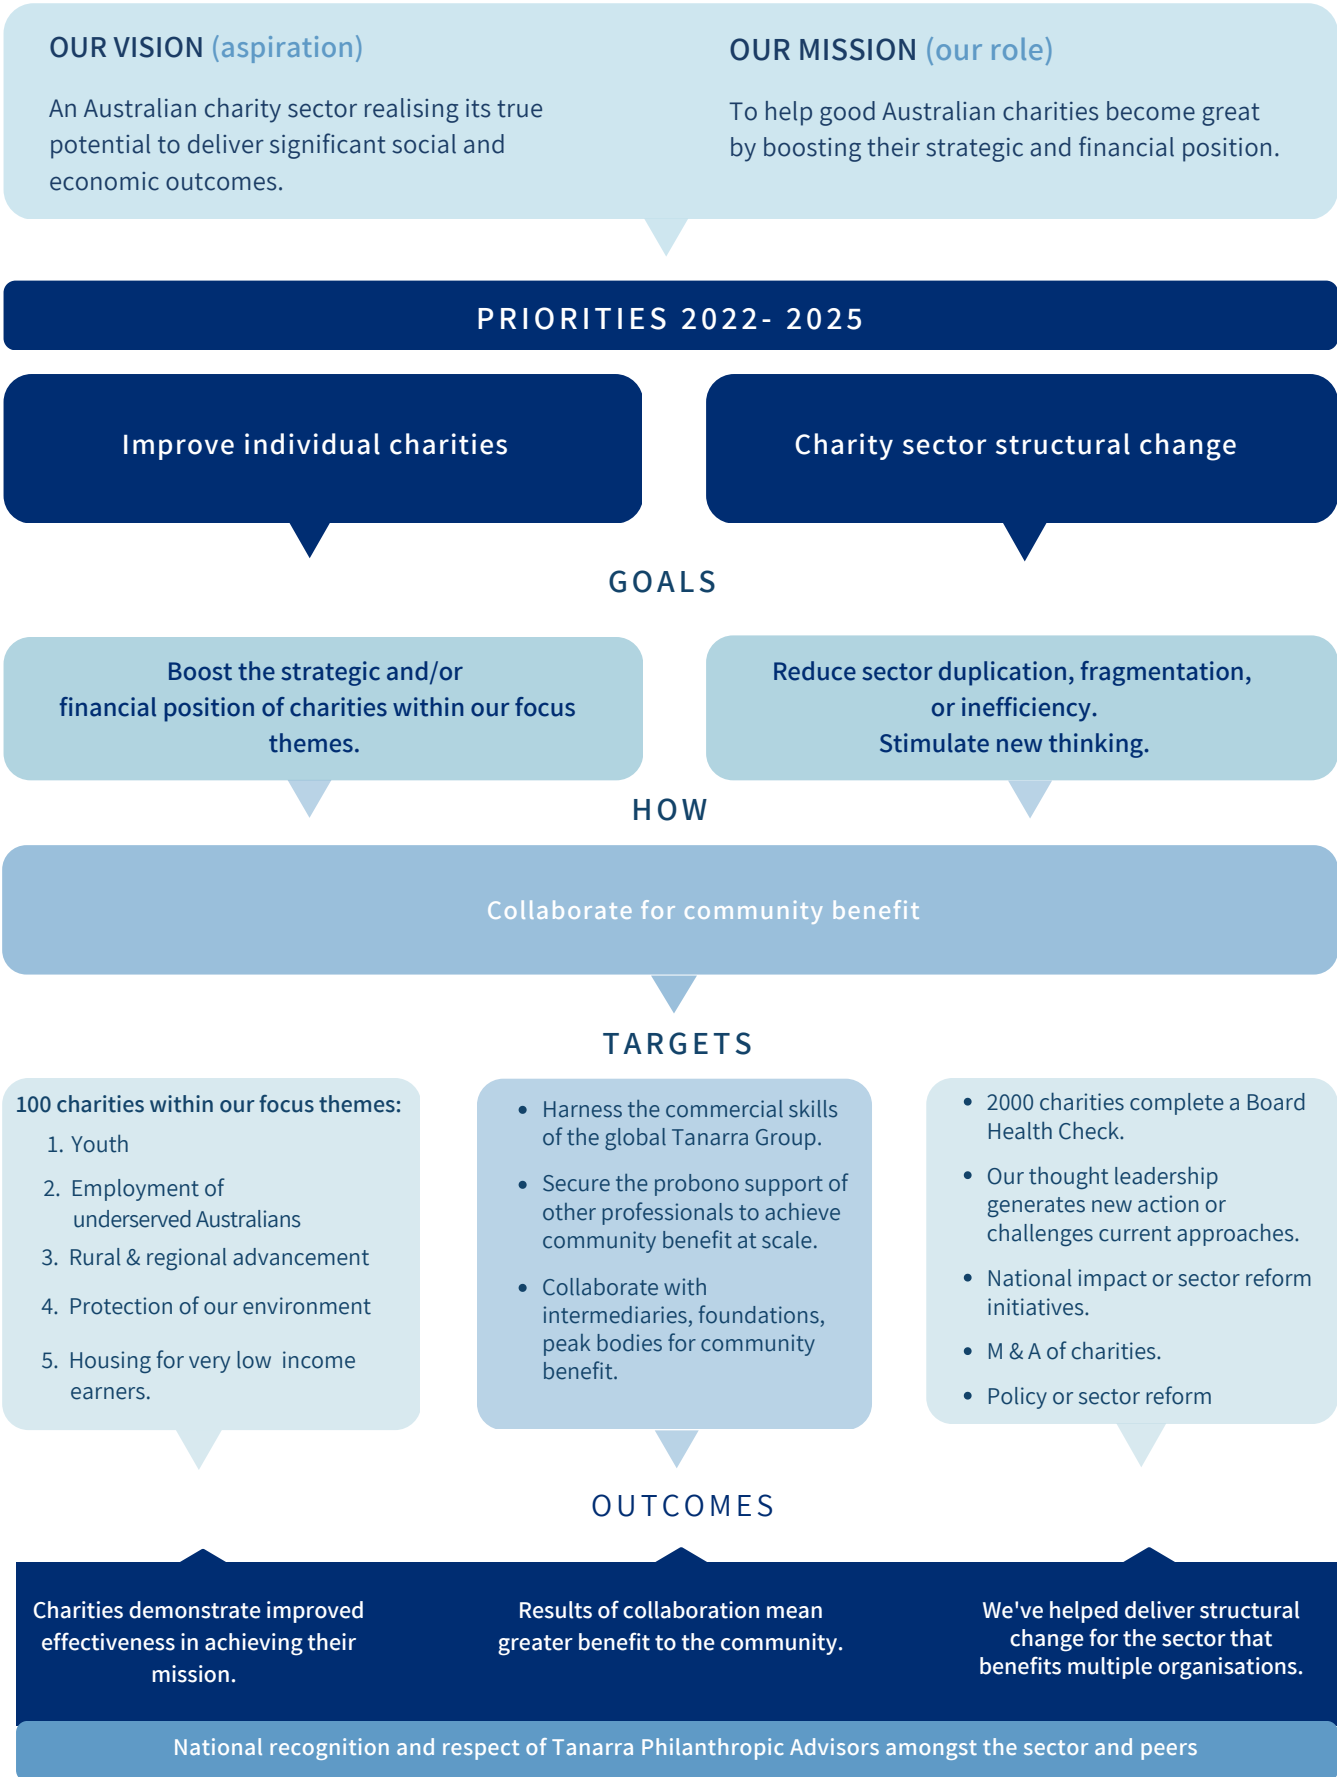 OUR VISION (aspiration)
An Australian charity sector realising its true
potential to deliver significant social and
economic outcomes.
OUR MISSION (our role)
To help good Australian charities become great
by boosting their strategic and financial position.
PRIORITIES 2022- 2025
Improve individual charities
Charity sector structural change
GOALS
Boost the strategic and/or
financial position of charities within our focus
themes.
Reduce sector duplication, fragmentation,
or inefficiency.
Stimulate new thinking.
HOW
Collaborate for community benefit
TARGETS
100 charities within our focus themes:
1. Youth
2. Employment of
underserved Australians
3. Rural & regional advancement
4. Protection of our environment
5. Housing for very low income
earners.
• Harness the commercial skills
of the global Tanarra Group.
• Secure the probono support of
other professionals to achieve
community benefit at scale.
• Collaborate with
intermediaries, foundations,
peak bodies for community
benefit.
• 2000 charities complete a Board
Health Check.
• Our thought leadership
generates new action or
challenges current approaches.
• National impact or sector reform
initiatives.
• M & A of charities.
• Policy or sector reform
OUTCOMES
Charities demonstrate improved
effectiveness in achieving their
mission.
Results of collaboration mean
greater benefit to the community.
We've helped deliver structural
change for the sector that
benefits multiple organisations.
National recognition and respect of Tanarra Philanthropic Advisors amongst the sector and peers